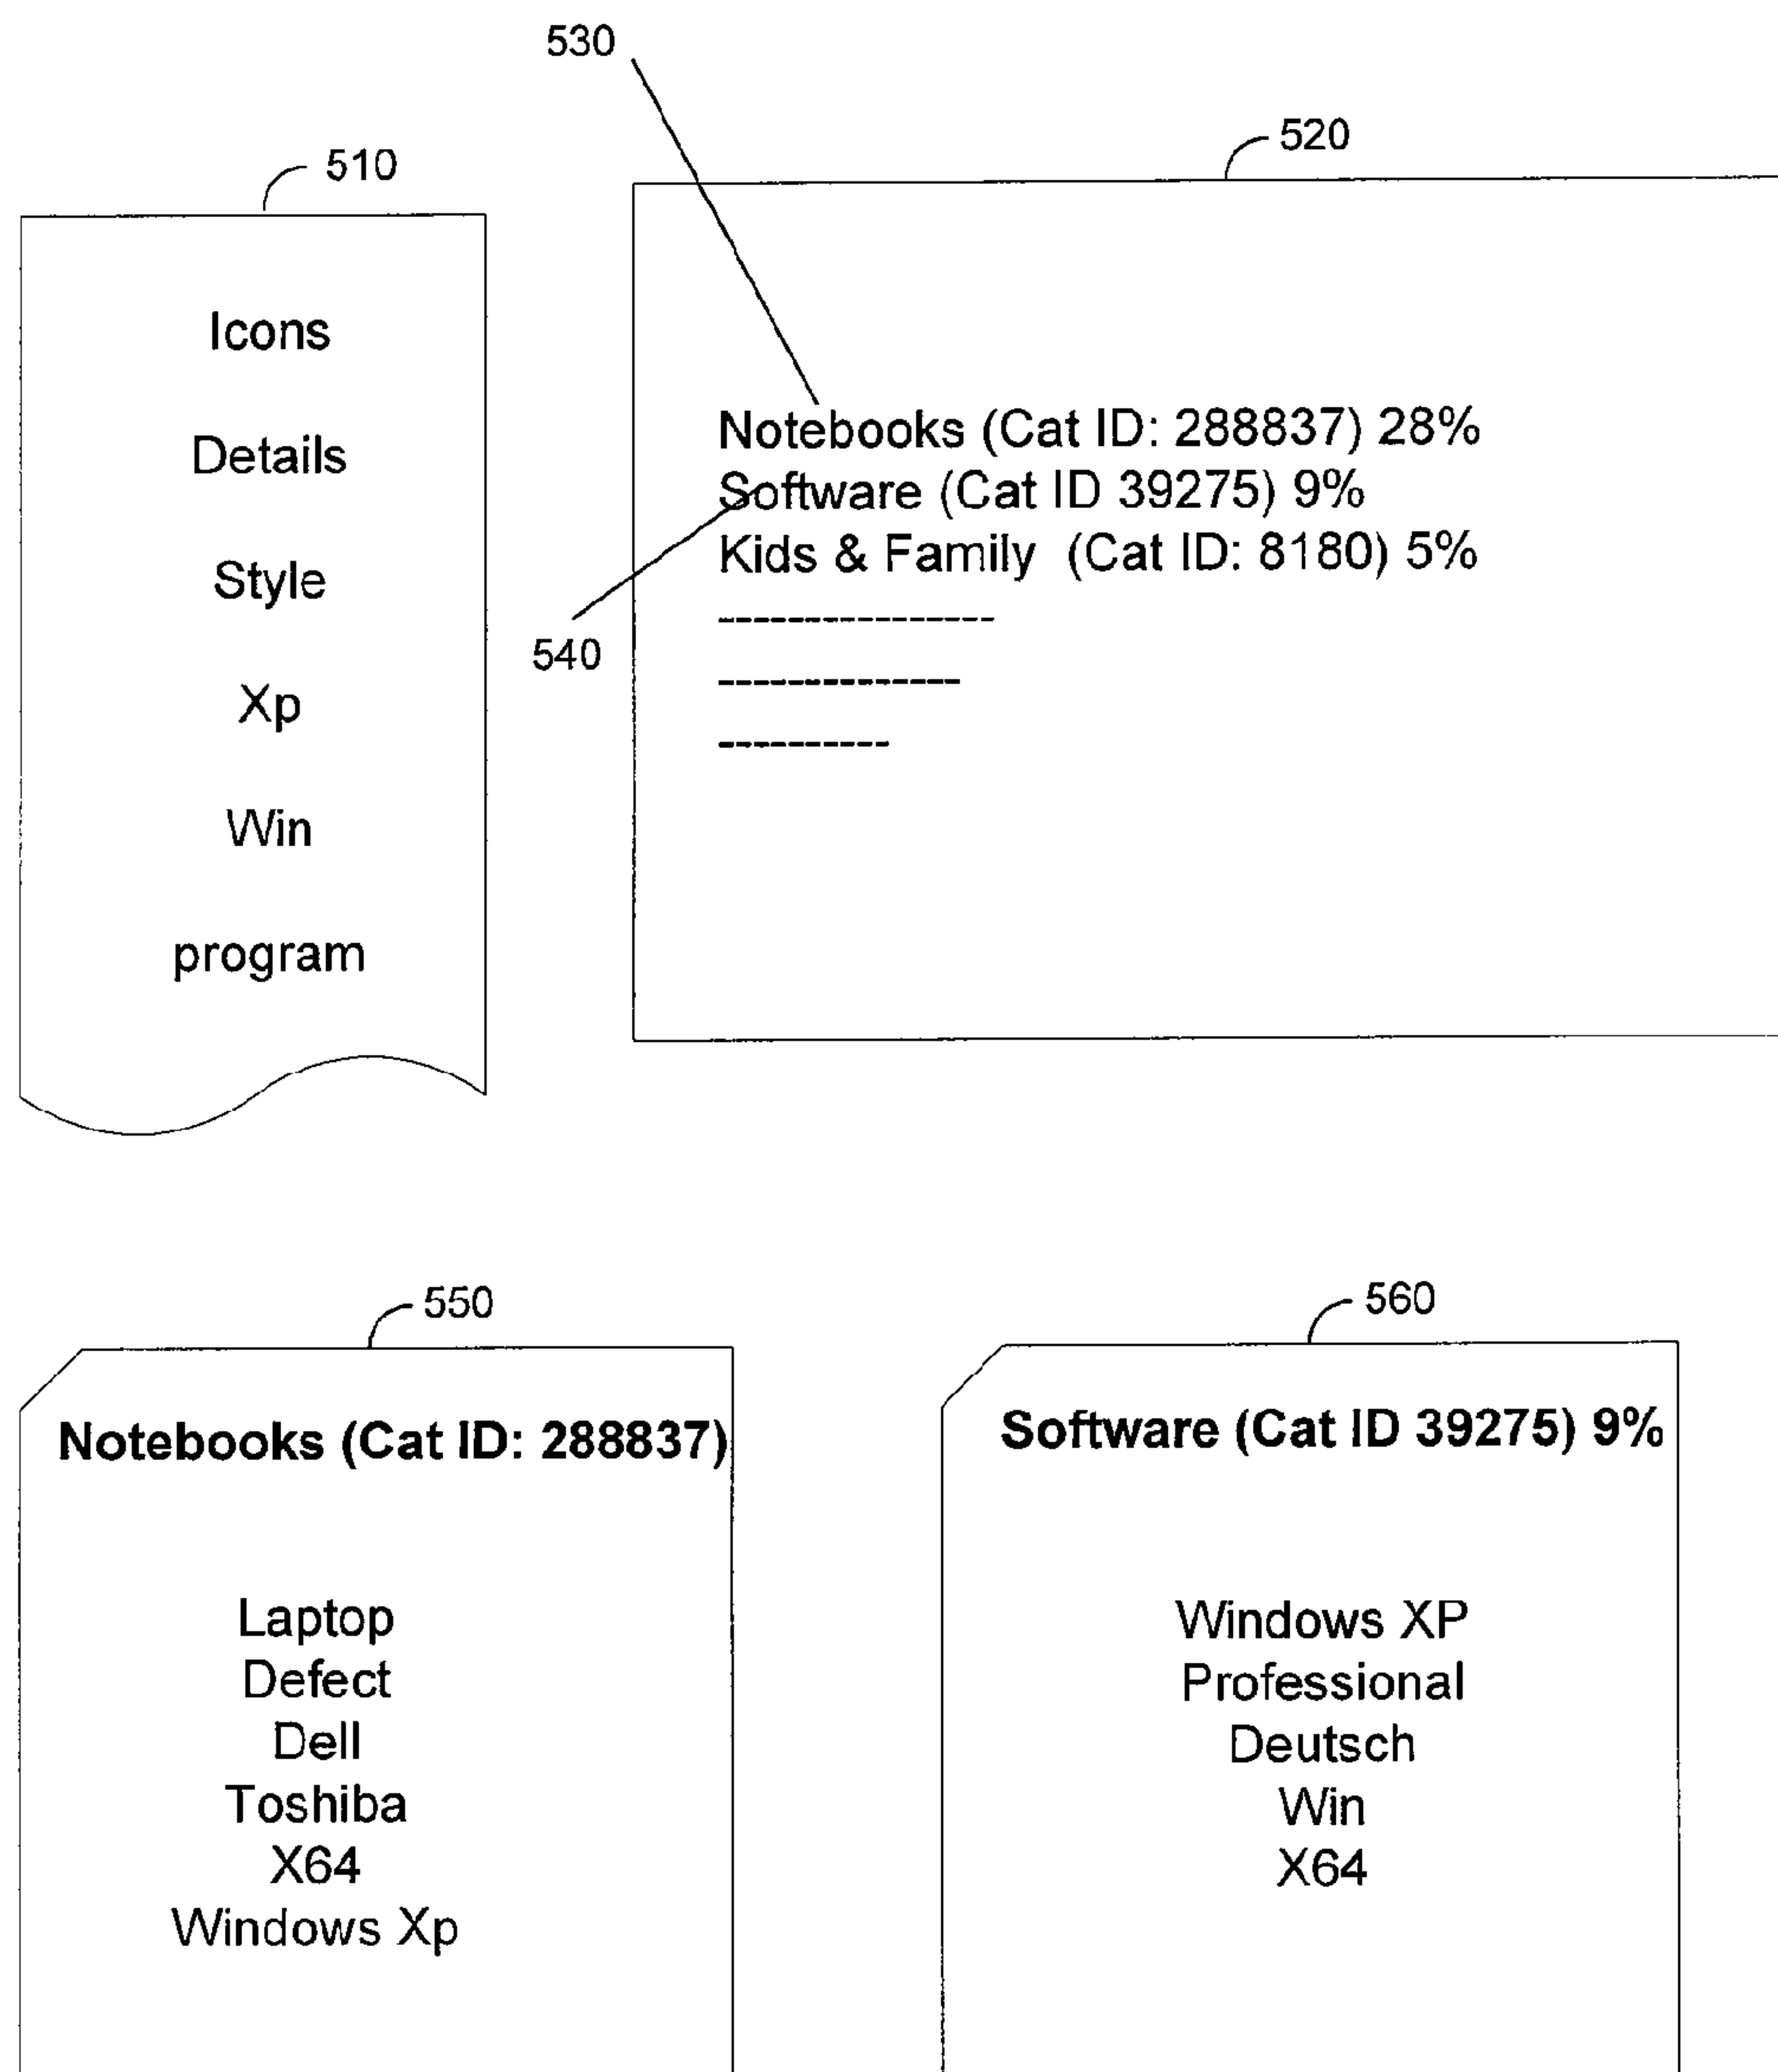 530
510
520
Icons
Details
Style
Xp
Win
program
Notebooks (Cat ID: 288837) 28%
Software (Cat ID 39275) 9%
Kids & Family (Cat ID: 8180) 5%
----------------
--------------
----------
540
550
Notebooks (Cat ID: 288837)
Laptop
Defect
Dell
Toshiba
X64
Windows Xp
560
Software (Cat ID 39275) 9%
Windows XP
Professional
Deutsch
Win
X64